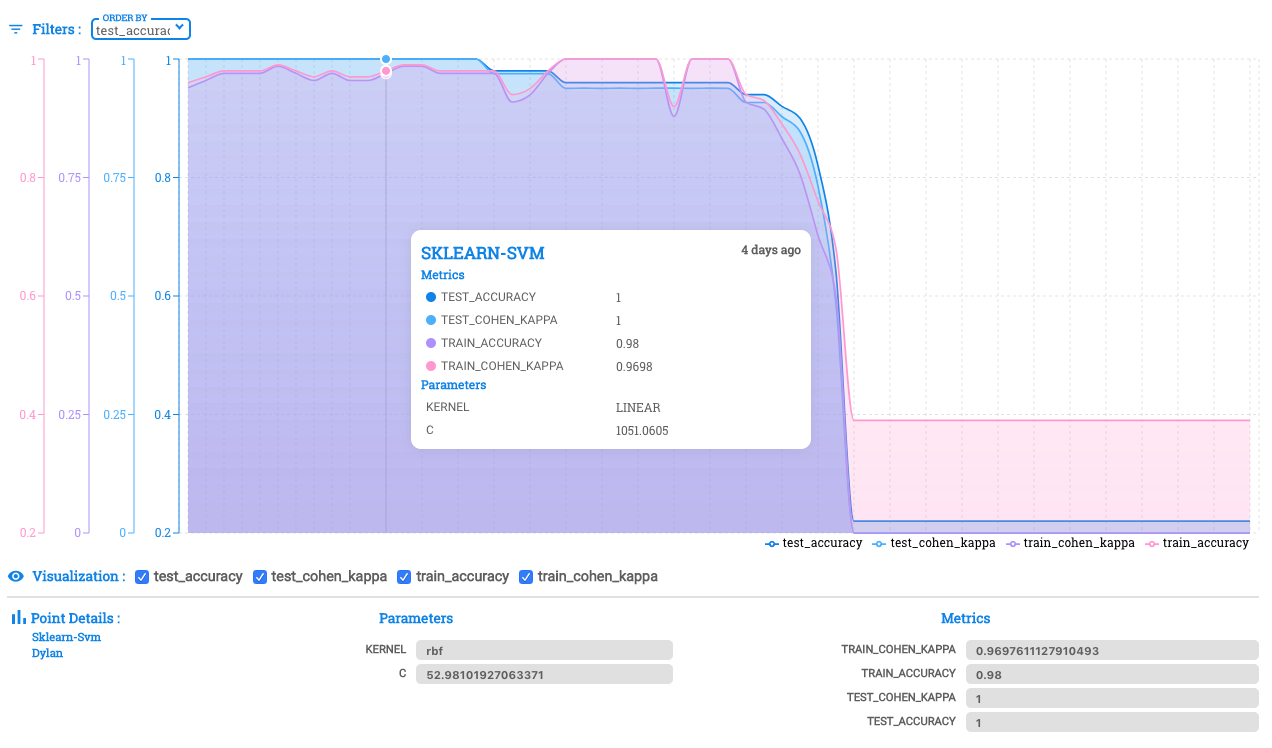 Filters :
ORDER BY
test_accurac
1 1 1 1
0.8 0.75 0.75 0.8
0.6 0.5 0.5 0.6
0.4 0.25 0.25 0.4
0.2 0 0 0.2
SKLEARN-SVM 4 days ago
Metrics
TEST_ACCURACY 1
TEST_COHEN_KAPPA 1
TRAIN_ACCURACY 0.98
TRAIN_COHEN_KAPPA 0.9698
Parameters
KERNEL LINEAR
C 1051.0605
test_accuracy test_cohen_kappa train_cohen_kappa train_accuracy
Visualization : test_accuracy test_cohen_kappa train_accuracy train_cohen_kappa
Point Details : Parameters Metrics
Sklearn-Svm
Dylan
KERNEL rbf
C 52.98101927063371
TRAIN_COHEN_KAPPA 0.9697611127910493
TRAIN_ACCURACY 0.98
TEST_COHEN_KAPPA 1
TEST_ACCURACY 1